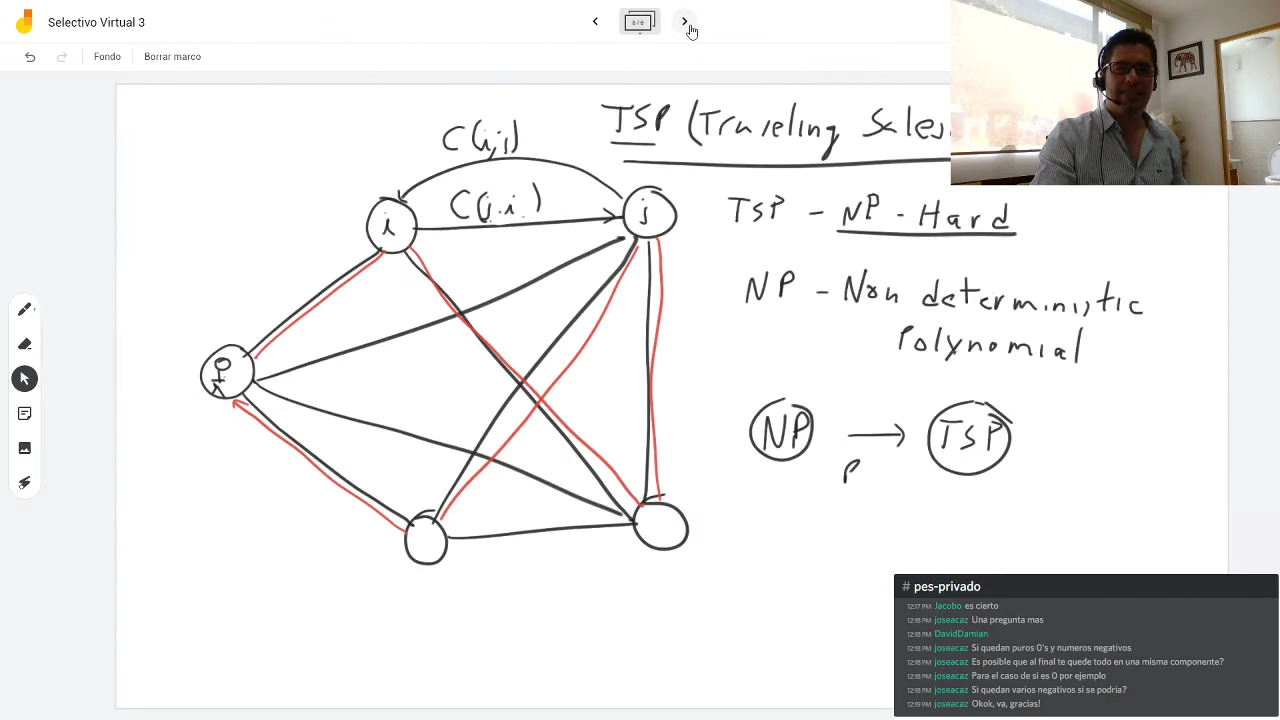 Selectivo Virtual 3
6/8
Fondo
Borrar marco
TSP (Traveling Sales
C(i,j)
C(j.i)
i
j
TSP - NP - Hard
NP - Non deterministic
Polynomial
NP
TSP
P
# pes-privado
12:17 PM Jacobo es cierto
12:18 PM joseacaz Una pregunta mas
12:18 PM DavidDamian
12:18 PM joseacaz Si quedan puros 0's y numeros negativos
12:18 PM joseacaz Es posible que al final te quede todo en una misma componente?
12:18 PM joseacaz Para el caso de si es 0 por ejemplo
12:18 PM joseacaz Si quedan varios negativos si se podria?
12:19 PM joseacaz Okok, va, gracias!